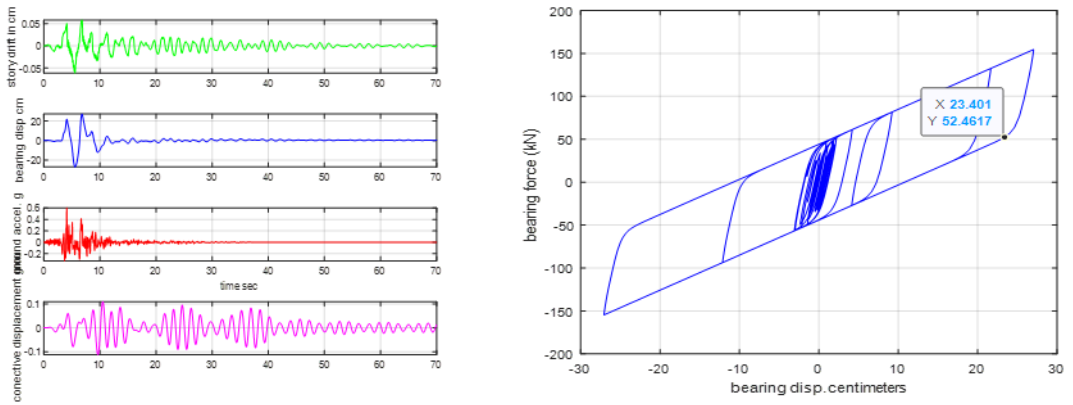 story drift in cm
0.05
0
-0.05
0 10 20 30 40 50 60 70
bearing disp cm
20
0
-20
0 10 20 30 40 50 60 70
accel. g
0.6
0.4
0.2
0
-0.2
0 10 20 30 40 50 60 70
time sec
conective displacement
0.1
0
-0.1
0 10 20 30 40 50 60 70
bearing force (kN)
200
150
100
50
0
-50
-100
-150
-200
X 23.401
Y 52.4617
-30 -20 -10 0 10 20 30
bearing disp.centimeters